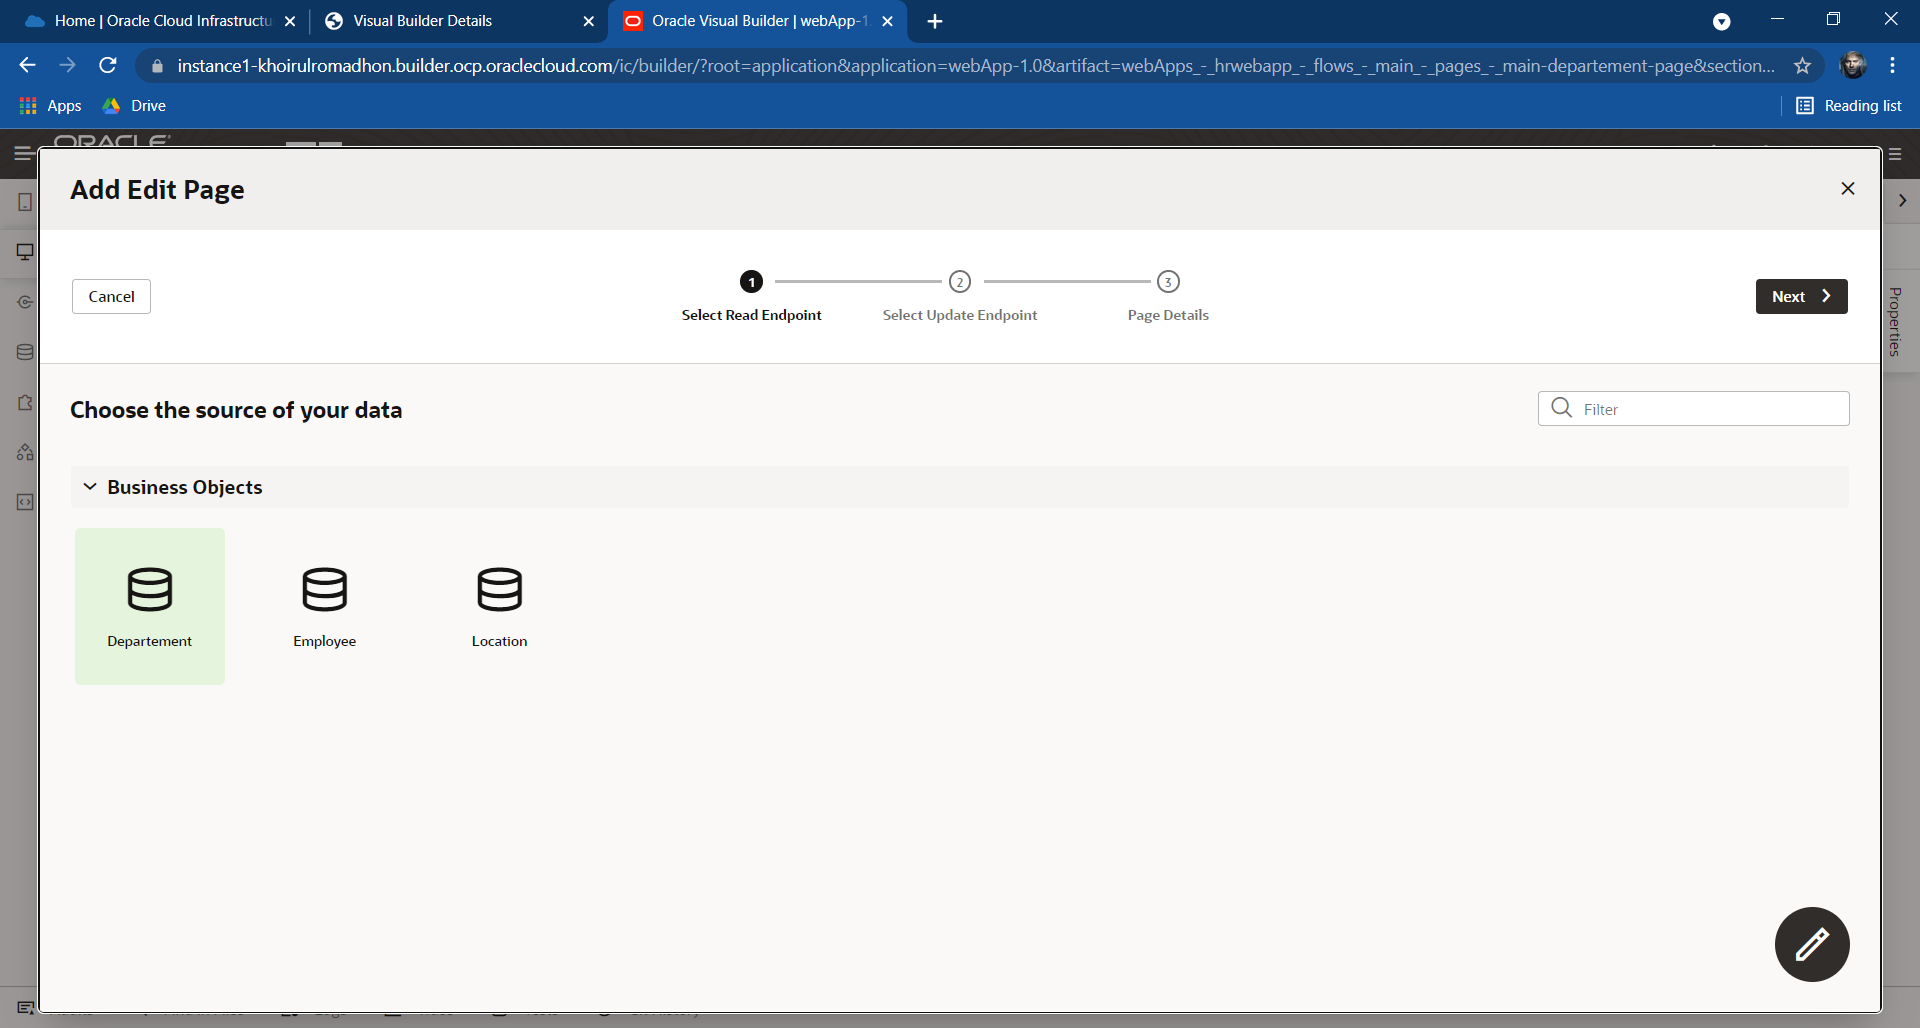 Home | Oracle Cloud Infrastructu
Visual Builder Details
Oracle Visual Builder | webApp-1
instance1-khoirulromadhon.builder.ocp.oraclecloud.com/ic/builder/?root=application&application=webApp-1.0&artifact=webApps_-_hrwebapp_-_flows_-_main_-_pages_-_main-departement-page&section...
Apps
Drive
Reading list
ORACLE
Add Edit Page
Cancel
1
2
3
Select Read Endpoint
Select Update Endpoint
Page Details
Next
Properties
Choose the source of your data
Filter
Business Objects
Departement
Employee
Location